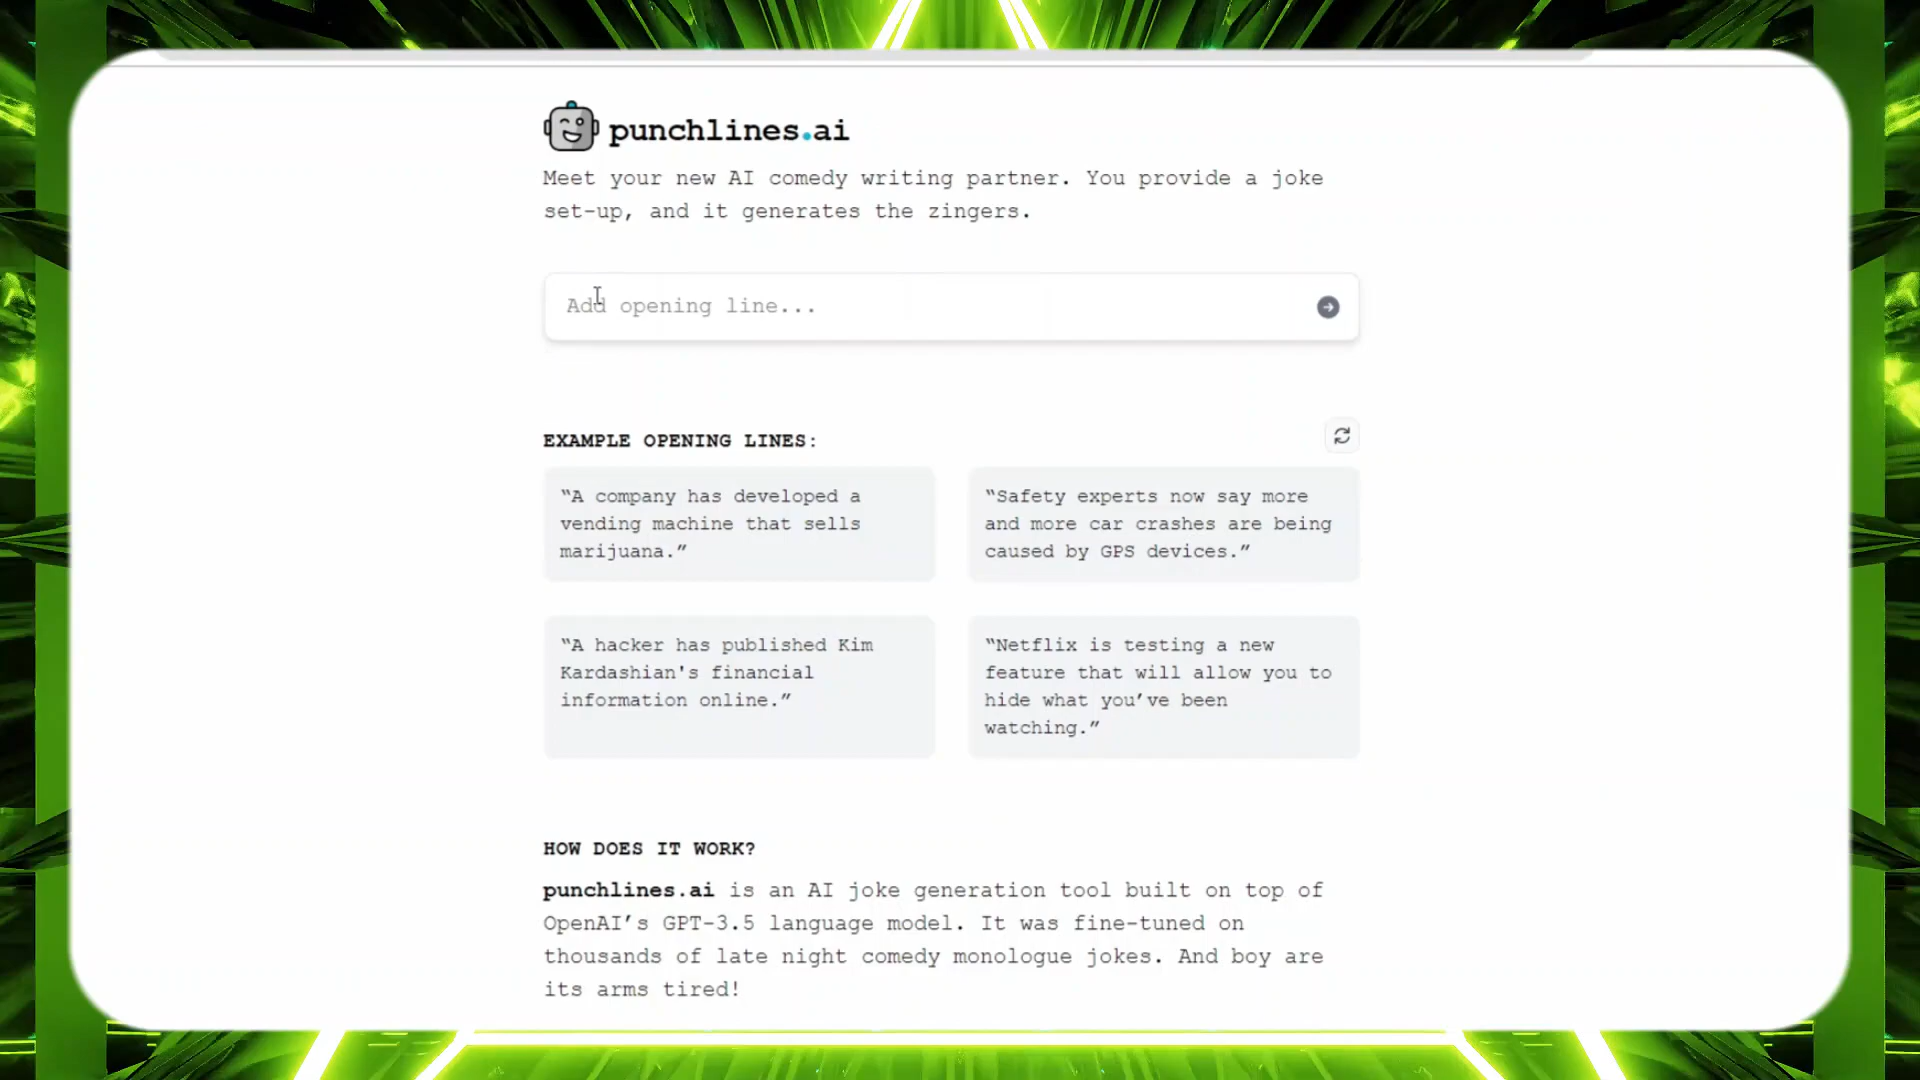 punchlines.ai
Meet your new AI comedy writing partner. You provide a joke
set-up, and it generates the zingers.
Add opening line...
EXAMPLE OPENING LINES:
“A company has developed a
vending machine that sells
marijuana.”
“Safety experts now say more
and more car crashes are being
caused by GPS devices.”
“A hacker has published Kim
Kardashian's financial
information online.”
“Netflix is testing a new
feature that will allow you to
hide what you’ve been
watching.”
HOW DOES IT WORK?
punchlines.ai is an AI joke generation tool built on top of
OpenAI’s GPT-3.5 language model. It was fine-tuned on
thousands of late night comedy monologue jokes. And boy are
its arms tired!